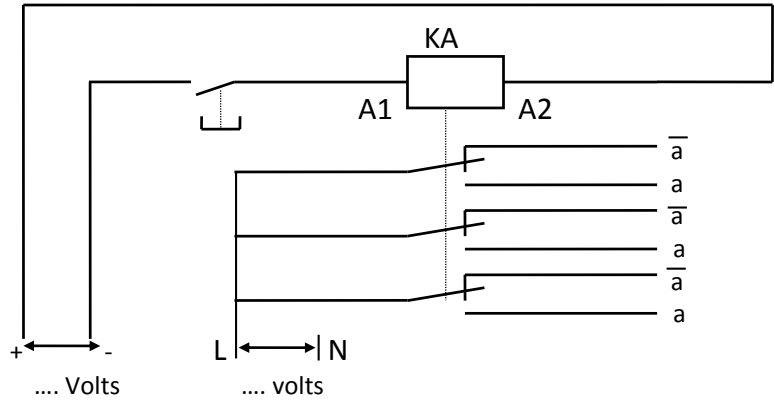 KA
A1 A2
a̅
a
a̅
a
a̅
a
+ - L N
.... Volts .... volts